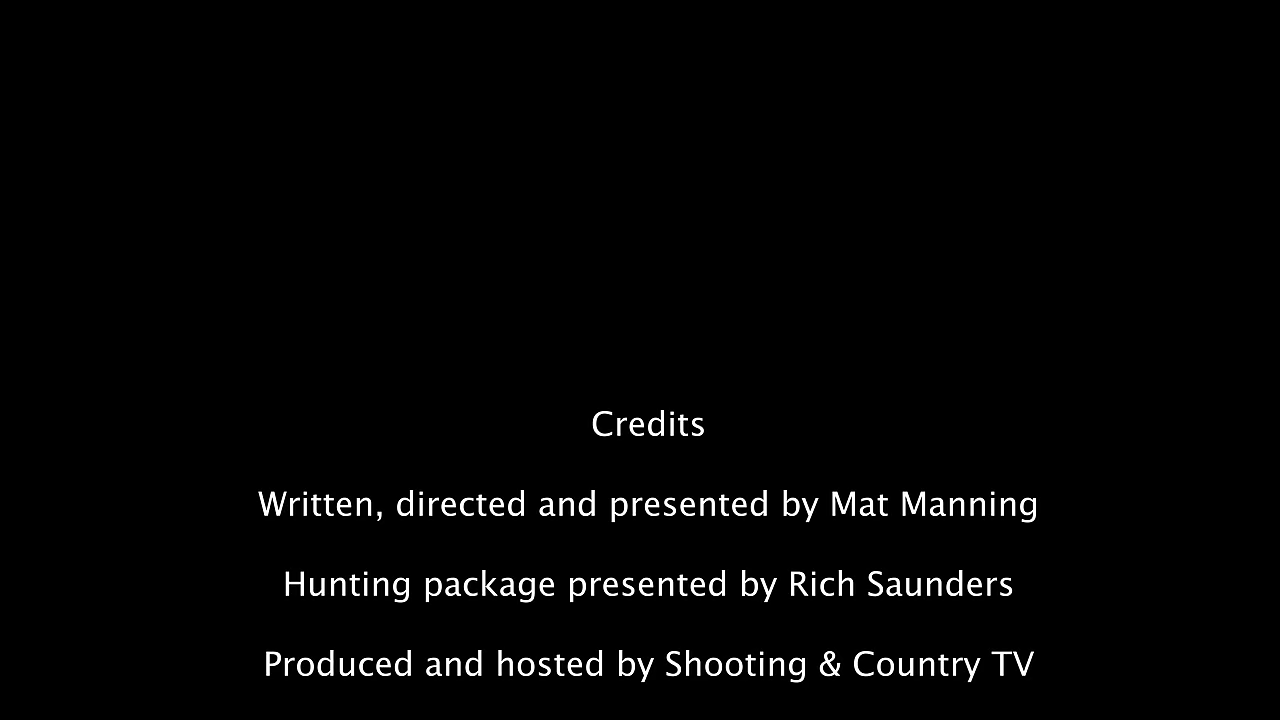 Credits
Written, directed and presented by Mat Manning
Hunting package presented by Rich Saunders
Produced and hosted by Shooting & Country TV